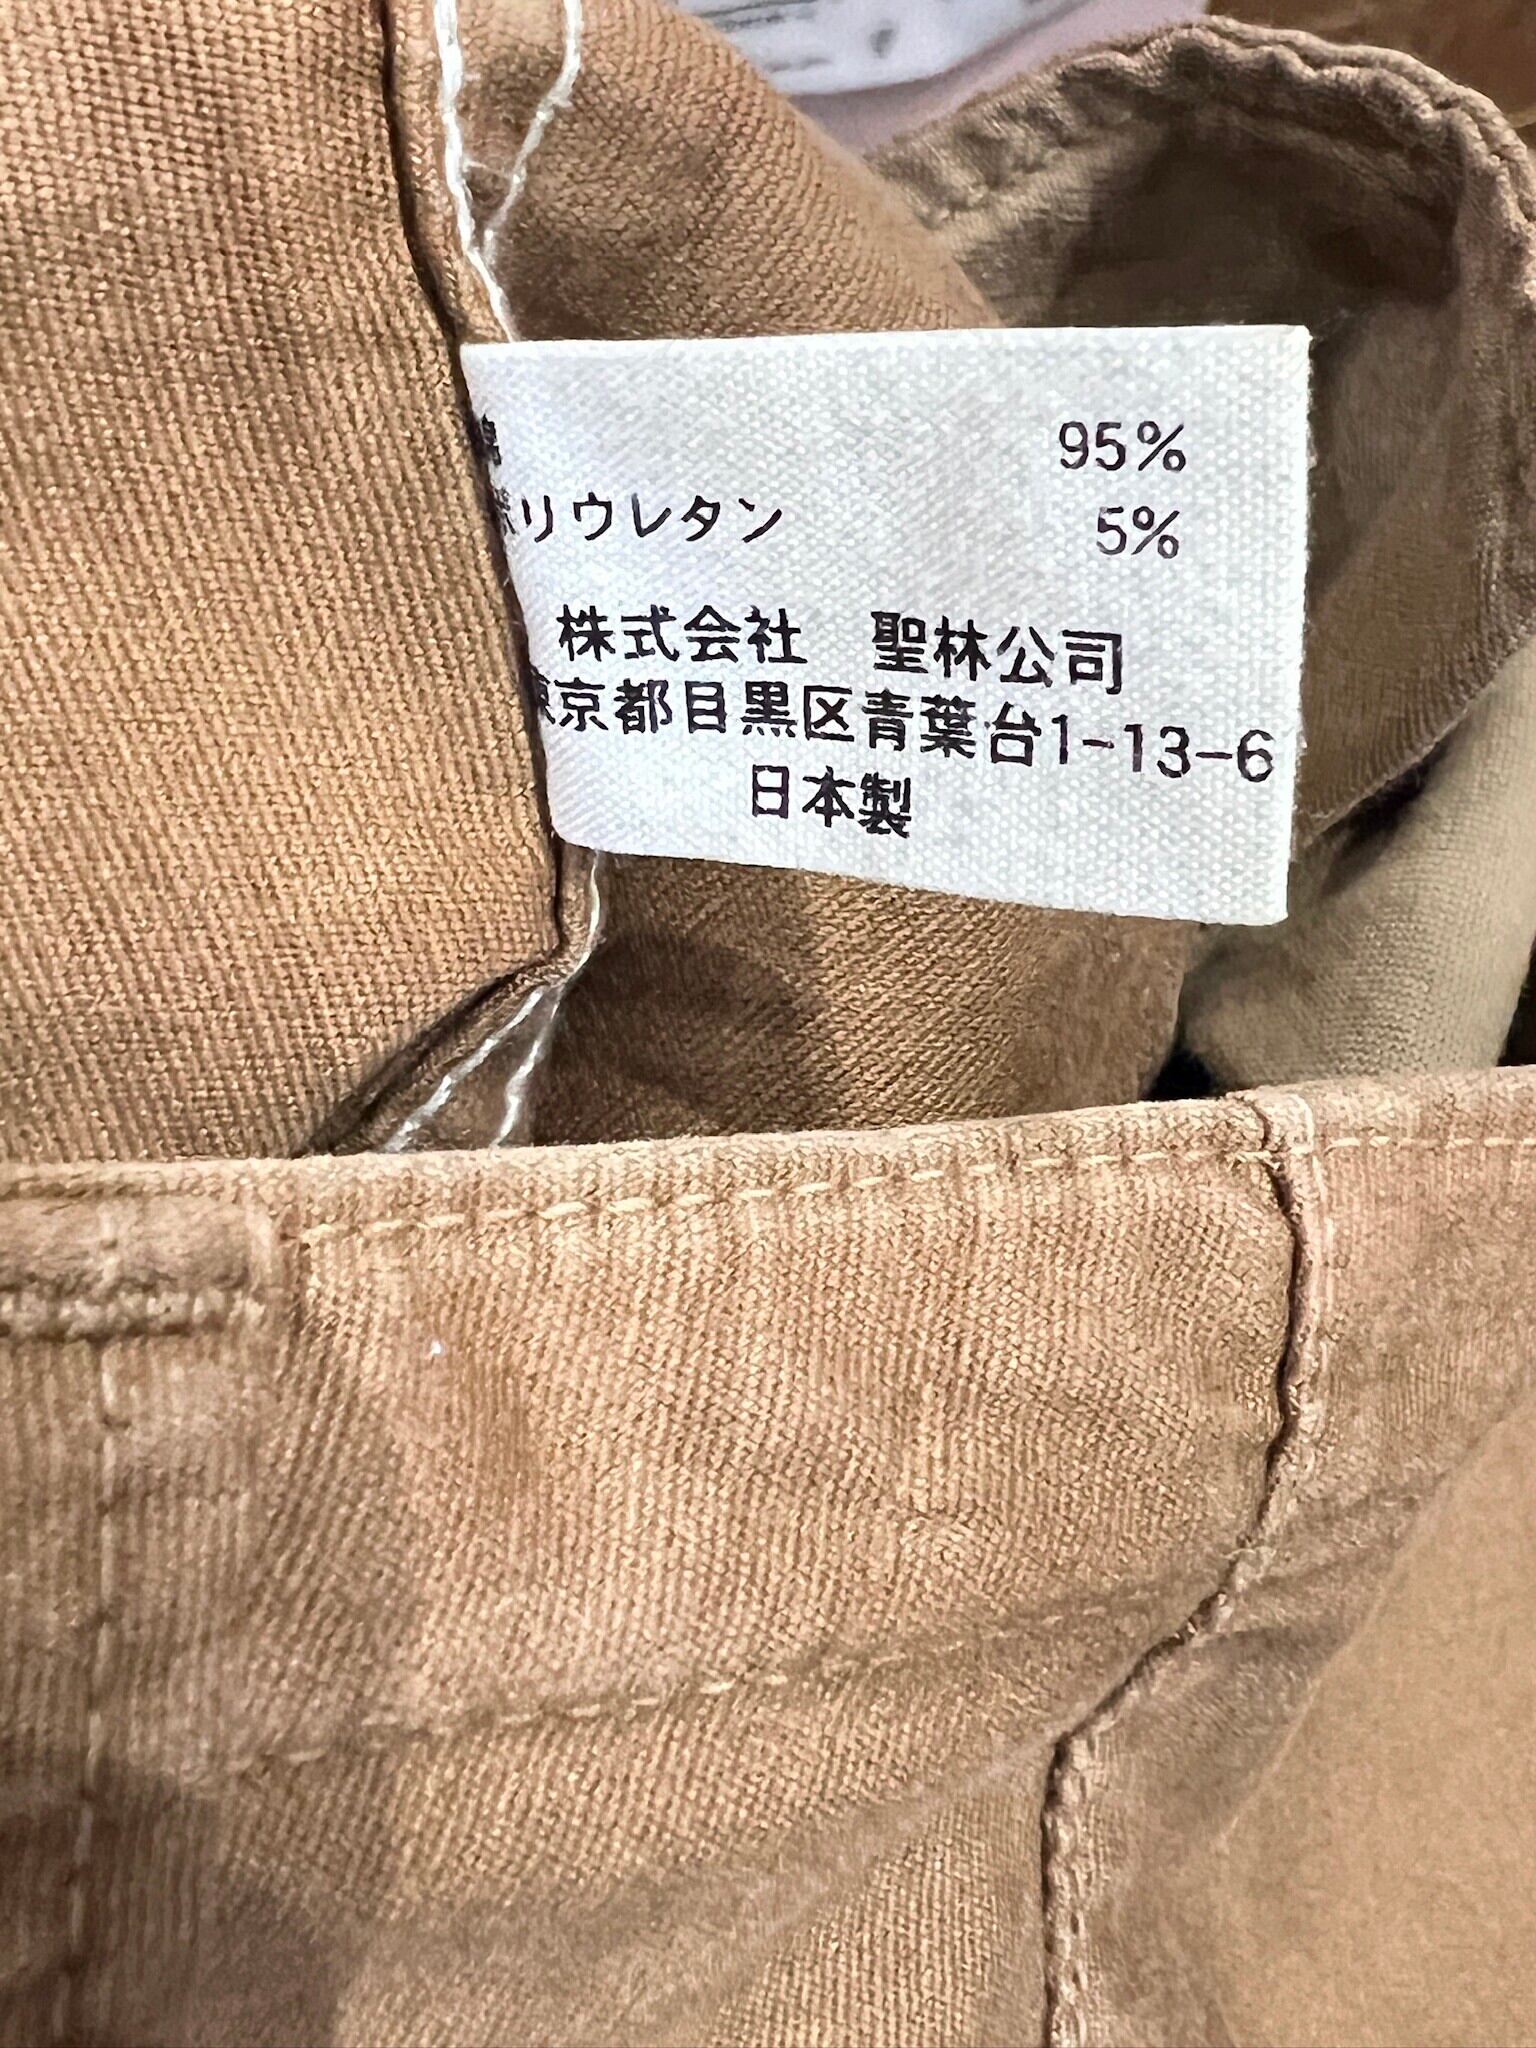 綿 95%
ポリウレタン 5%
株式会社 聖林公司
東京都目黒区青葉台1-13-6
日本製